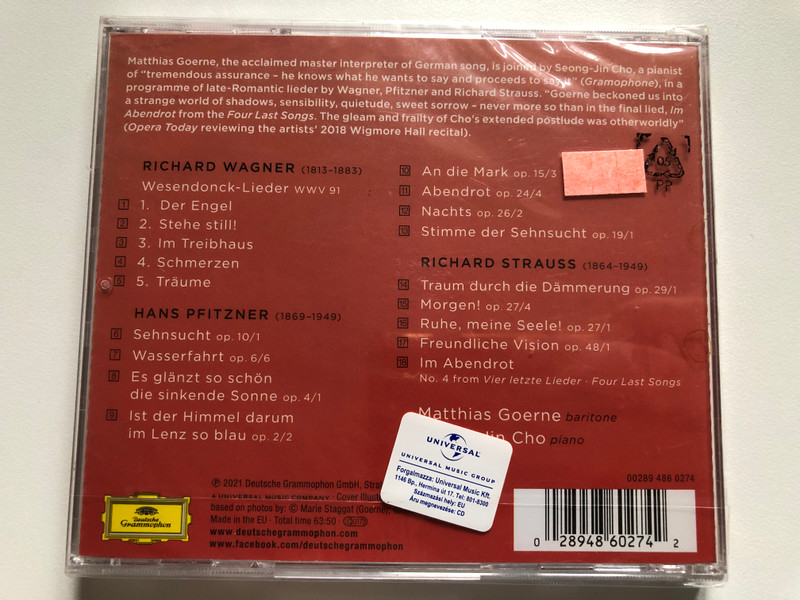 Matthias Goerne, the acclaimed master interpreter of German song, is joined by Seong-Jin Cho, a pianist
of "tremendous assurance – he knows what he wants to say and proceeds to say it" (Gramophone), in a
programme of late-Romantic lieder by Wagner, Pfitzner and Richard Strauss. "Goerne beckoned us into
a strange world of shadows, sensibility, quietude, sweet sorrow – never more so than in the final lied, Im
Abendrot from the Four Last Songs. The gleam and frailty of Cho's extended postlude was otherworldly"
(Opera Today reviewing the artists' 2018 Wigmore Hall recital).
RICHARD WAGNER (1813–1883)
Wesendonck-Lieder WWV 91
1 1. Der Engel
2 2. Stehe still!
3 3. Im Treibhaus
4 4. Schmerzen
5 5. Träume
HANS PFITZNER (1869–1949)
6 Sehnsucht op. 10/1
7 Wasserfahrt op. 6/6
8 Es glänzt so schön
die sinkende Sonne op. 4/1
9 Ist der Himmel darum
im Lenz so blau op. 2/2
10 An die Mark op. 15/3
11 Abendrot op. 24/4
12 Nachts op. 26/2
13 Stimme der Sehnsucht op. 19/1
RICHARD STRAUSS (1864–1949)
14 Traum durch die Dämmerung op. 29/1
15 Morgen! op. 27/4
16 Ruhe, meine Seele! op. 27/1
17 Freundliche Vision op. 48/1
18 Im Abendrot
No. 4 from Vier letzte Lieder · Four Last Songs
Matthias Goerne baritone
Cho piano
05
PP
UNIVERSAL
UNIVERSAL MUSIC GROUP
Forgalmazza: Universal Music Kft.
1146 Bp., Hermina út 17. Tel: 801-8300
Származási hely: EU
Áru megnevezése: CD
℗ 2021 Deutsche Grammophon GmbH,
A UNIVERSAL MUSIC COMPANY · Cover
based on photos by: © Marie Staggat (Goerne),
Made in the EU · Total time 63:50
www.deutschegrammophon.com
www.facebook.com/deutschegrammophon
Deutsche
Grammophon
00289 486 0274
0 28948 60274 2